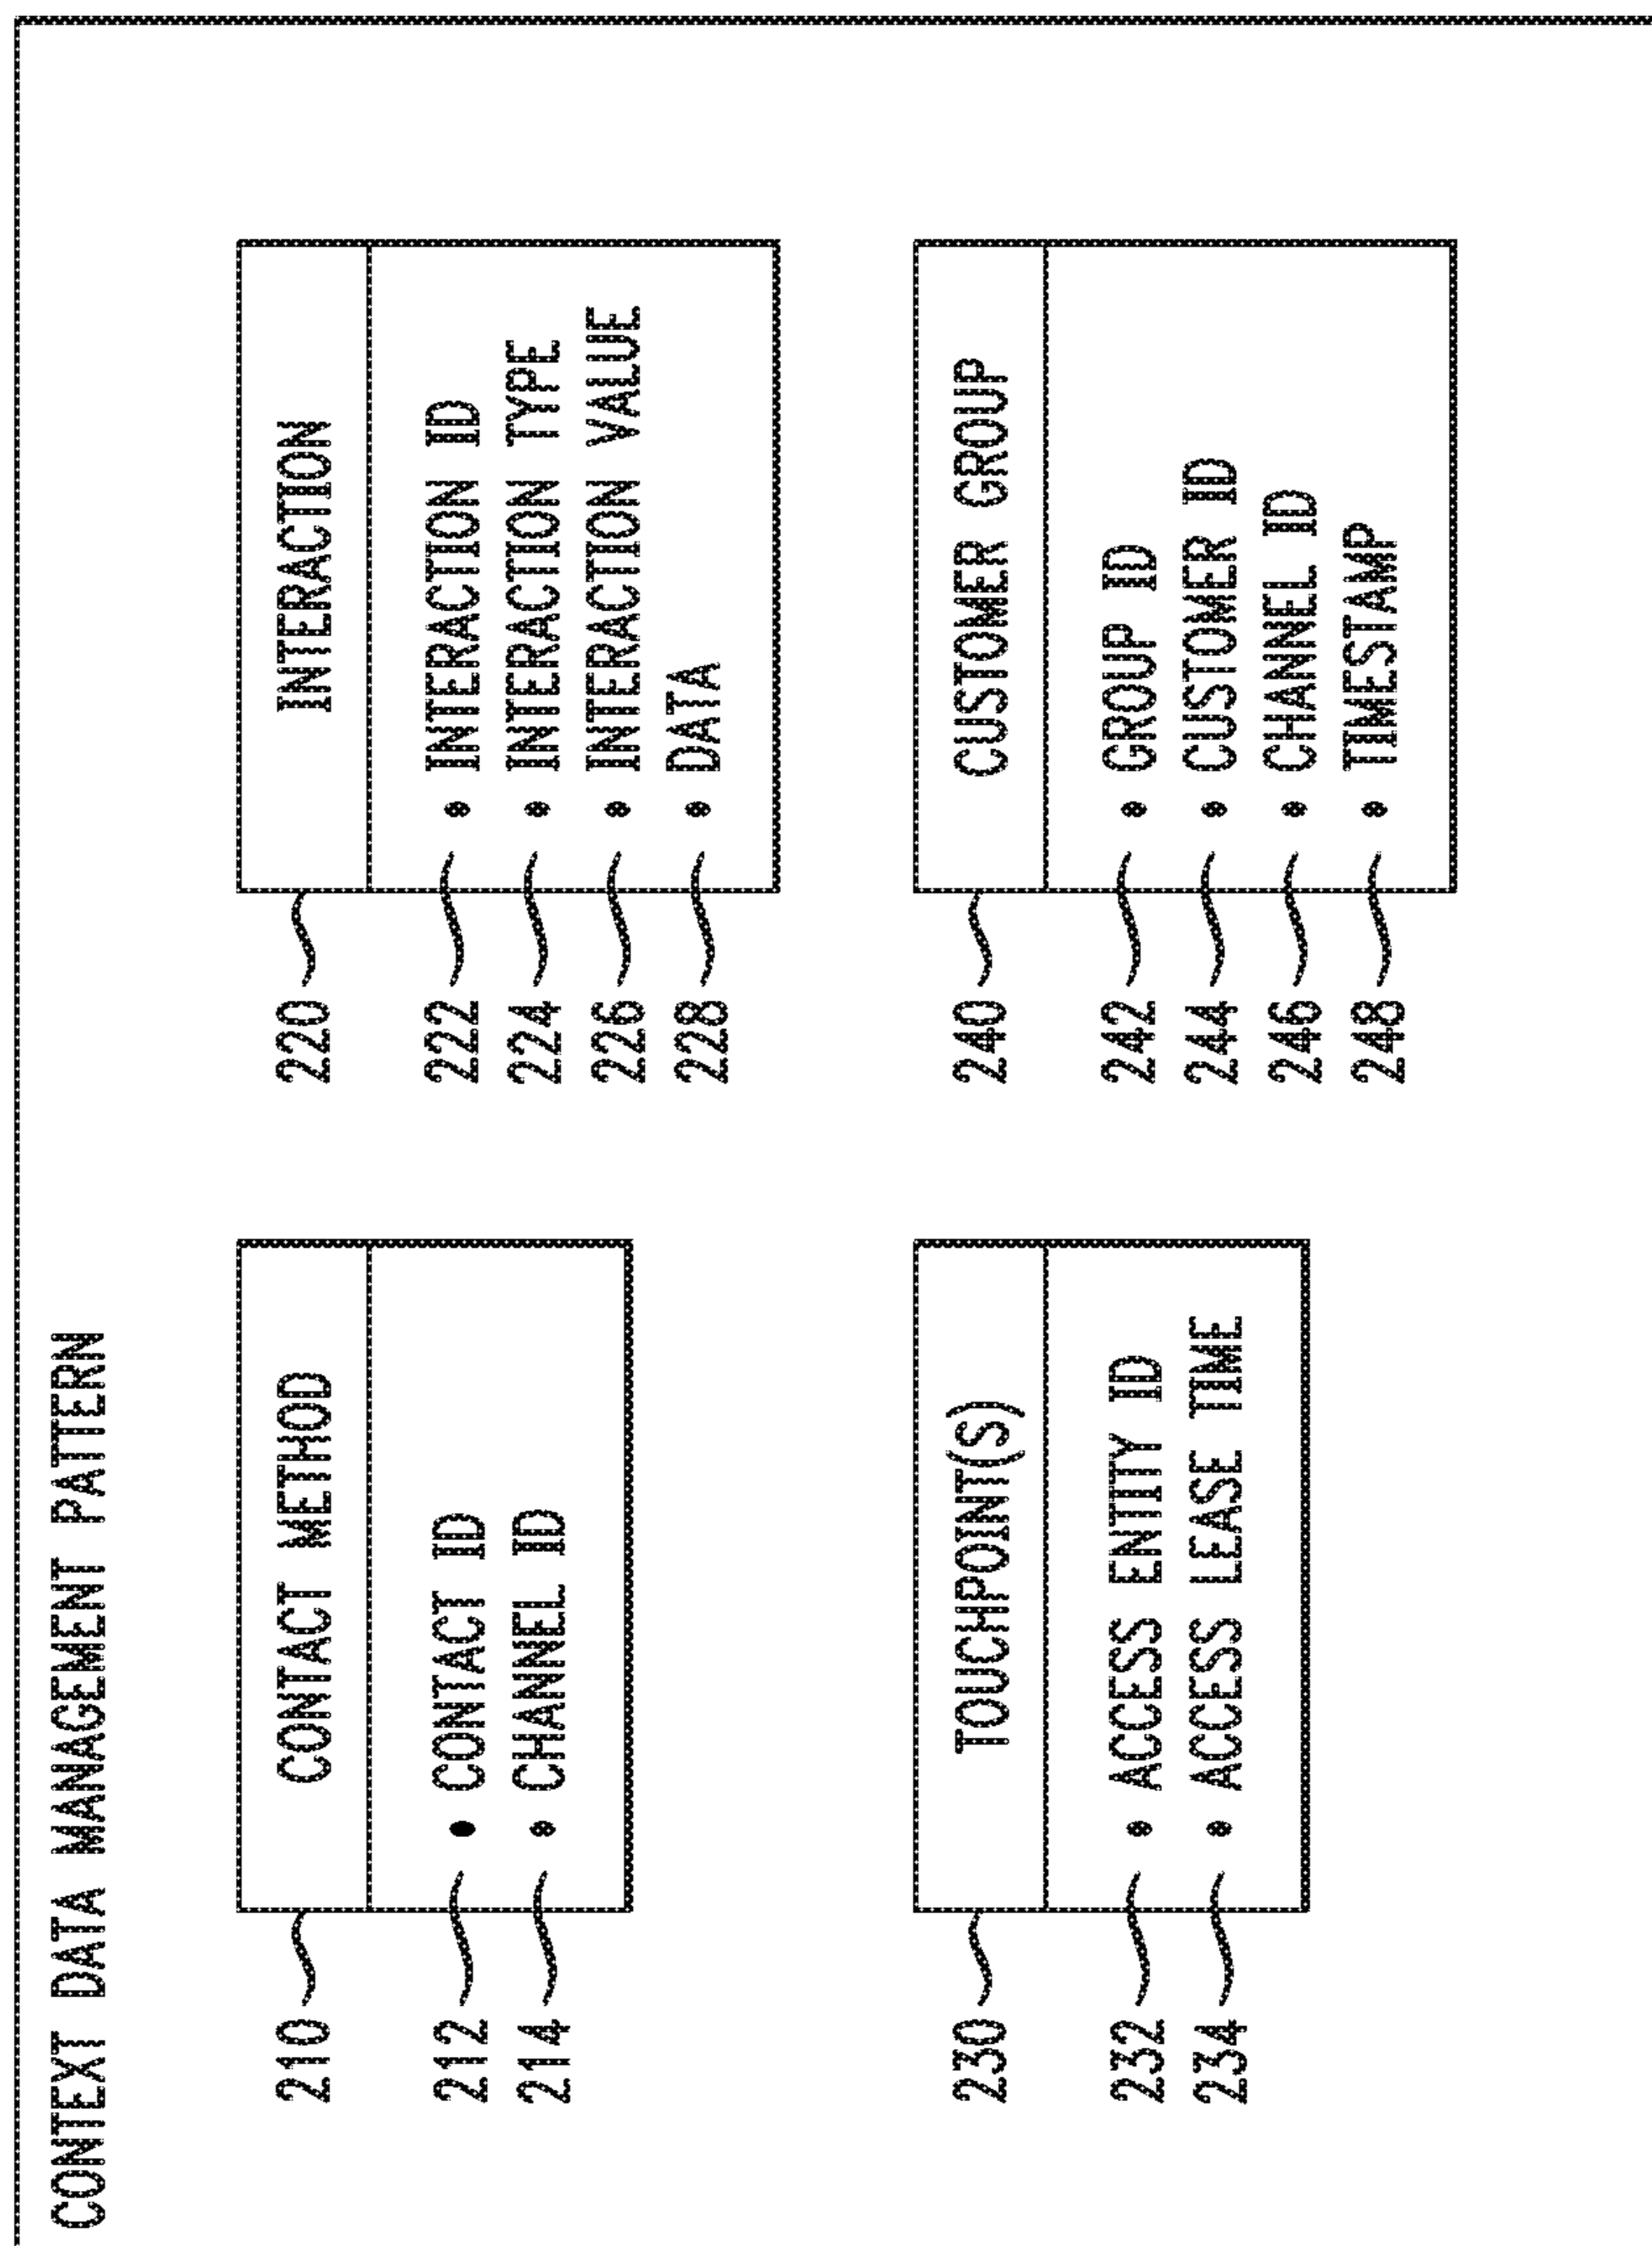 CONTEXT DATA MANAGEMENT PATTERN
210
CONTACT METHOD
212
• CONTACT ID
214
• CHANNEL ID
220
INTERACTION
222
• INTERACTION ID
224
• INTERACTION TYPE
226
• INTERACTION VALUE
228
• DATA
230
TOUCHPOINT(S)
232
• ACCESS ENTITY ID
234
• ACCESS LEASE TIME
240
CUSTOMER GROUP
242
• GROUP ID
244
• CUSTOMER ID
246
• CHANNEL ID
248
• TIMESTAMP